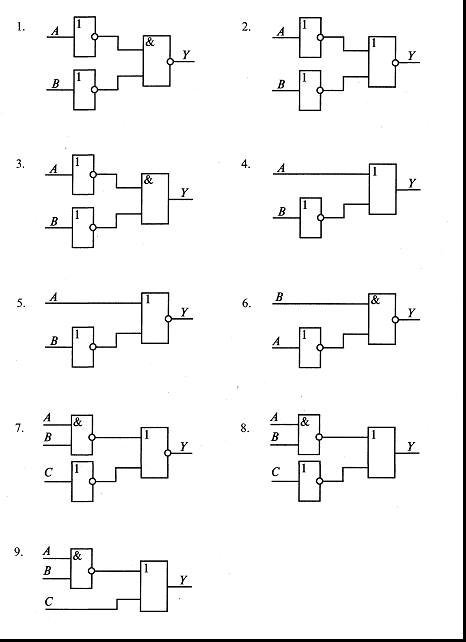 1. A 1 & Y B 1
2. A 1 1 Y B 1
3. A 1 & Y B 1
4. A 1 Y B 1
5. A 1 Y B 1
6. B & Y A 1
7. A & B 1 Y C 1
8. A & B 1 Y C 1
9. A & B 1 Y C